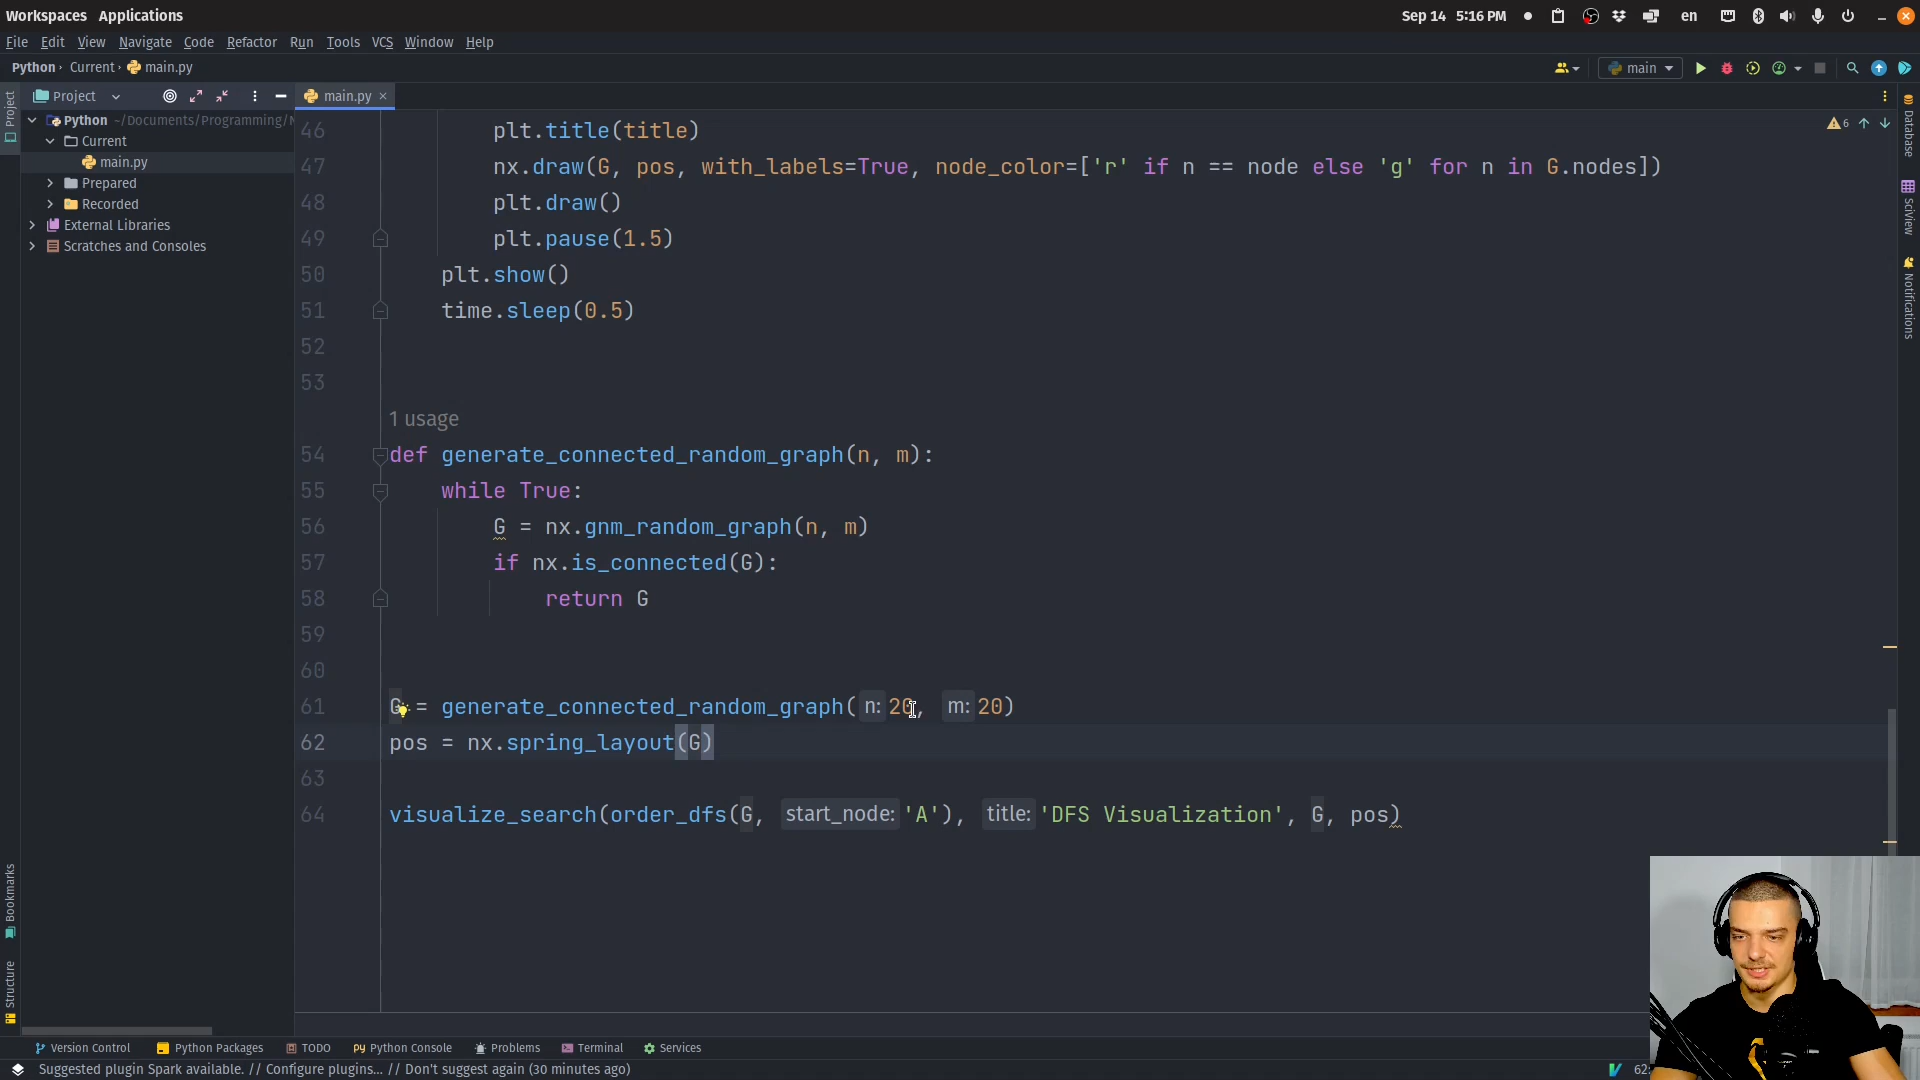 Workspaces Applications
Sep 14 5:16 PM
en
File Edit View Navigate Code Refactor Run Tools VCS Window Help
Python Current main.py
main
Project
main.py
Python ~/Documents/Programming/
Current
main.py
Prepared
Recorded
External Libraries
Scratches and Consoles
Project
Bookmarks
Structure
Database
SciView
Notifications
6
46 plt.title(title)
47 nx.draw(G, pos, with_labels=True, node_color=['r' if n == node else 'g' for n in G.nodes])
48 plt.draw()
49 plt.pause(1.5)
50 plt.show()
51 time.sleep(0.5)
52
53
1 usage
54 def generate_connected_random_graph(n, m):
55 while True:
56 G = nx.gnm_random_graph(n, m)
57 if nx.is_connected(G):
58 return G
59
60
61 G = generate_connected_random_graph( n: 20, m: 20)
62 pos = nx.spring_layout(G)
63
64 visualize_search(order_dfs(G, start_node: 'A'), title: 'DFS Visualization', G, pos)
Version Control Python Packages TODO Python Console Problems Terminal Services
Suggested plugin Spark available. // Configure plugins... // Don't suggest again (30 minutes ago)